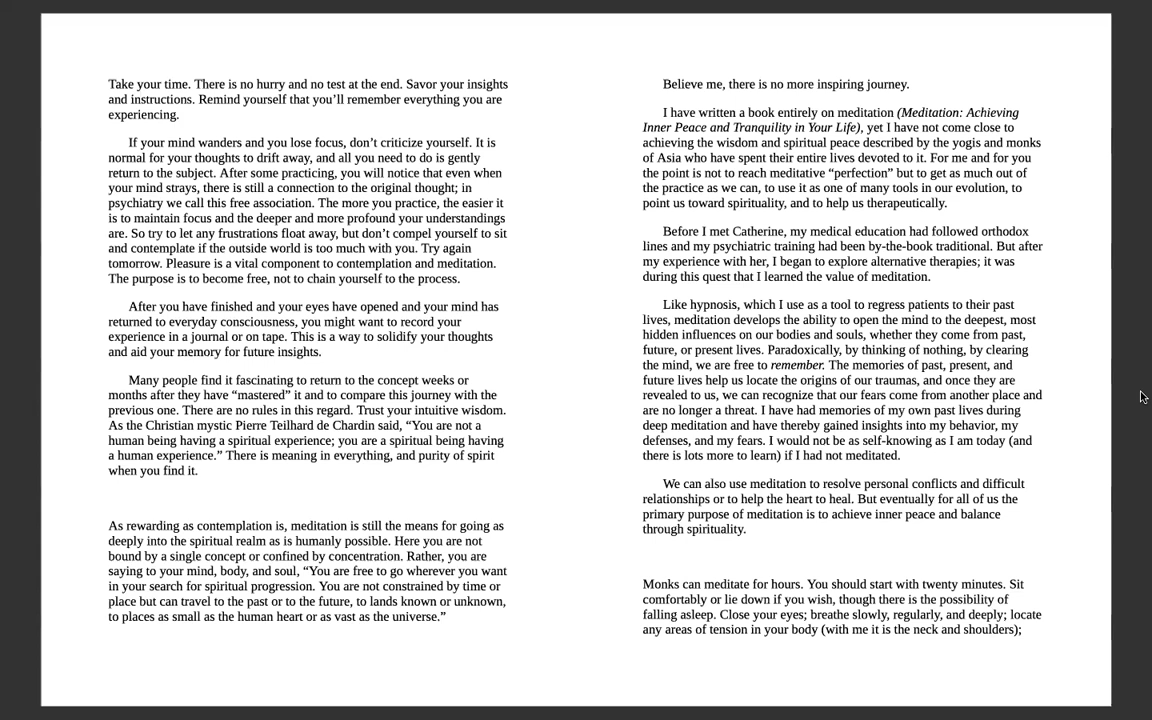 Take your time. There is no hurry and no test at the end. Savor your insights
and instructions. Remind yourself that you’ll remember everything you are
experiencing.
If your mind wanders and you lose focus, don’t criticize yourself. It is
normal for your thoughts to drift away, and all you need to do is gently
return to the subject. After some practicing, you will notice that even when
your mind strays, there is still a connection to the original thought; in
psychiatry we call this free association. The more you practice, the easier it
is to maintain focus and the deeper and more profound your understandings
are. So try to let any frustrations float away, but don’t compel yourself to sit
and contemplate if the outside world is too much with you. Try again
tomorrow. Pleasure is a vital component to contemplation and meditation.
The purpose is to become free, not to chain yourself to the process.
After you have finished and your eyes have opened and your mind has
returned to everyday consciousness, you might want to record your
experience in a journal or on tape. This is a way to solidify your thoughts
and aid your memory for future insights.
Many people find it fascinating to return to the concept weeks or
months after they have “mastered” it and to compare this journey with the
previous one. There are no rules in this regard. Trust your intuitive wisdom.
As the Christian mystic Pierre Teilhard de Chardin said, “You are not a
human being having a spiritual experience; you are a spiritual being having
a human experience.” There is meaning in everything, and purity of spirit
when you find it.
As rewarding as contemplation is, meditation is still the means for going as
deeply into the spiritual realm as is humanly possible. Here you are not
bound by a single concept or confined by concentration. Rather, you are
saying to your mind, body, and soul, “You are free to go wherever you want
in your search for spiritual progression. You are not constrained by time or
place but can travel to the past or to the future, to lands known or unknown,
to places as small as the human heart or as vast as the universe.”
Believe me, there is no more inspiring journey.
I have written a book entirely on meditation (Meditation: Achieving
Inner Peace and Tranquility in Your Life), yet I have not come close to
achieving the wisdom and spiritual peace described by the yogis and monks
of Asia who have spent their entire lives devoted to it. For me and for you
the point is not to reach meditative “perfection” but to get as much out of
the practice as we can, to use it as one of many tools in our evolution, to
point us toward spirituality, and to help us therapeutically.
Before I met Catherine, my medical education had followed orthodox
lines and my psychiatric training had been by-the-book traditional. But after
my experience with her, I began to explore alternative therapies; it was
during this quest that I learned the value of meditation.
Like hypnosis, which I use as a tool to regress patients to their past
lives, meditation develops the ability to open the mind to the deepest, most
hidden influences on our bodies and souls, whether they come from past,
future, or present lives. Paradoxically, by thinking of nothing, by clearing
the mind, we are free to remember. The memories of past, present, and
future lives help us locate the origins of our traumas, and once they are
revealed to us, we can recognize that our fears come from another place and
are no longer a threat. I have had memories of my own past lives during
deep meditation and have thereby gained insights into my behavior, my
defenses, and my fears. I would not be as self-knowing as I am today (and
there is lots more to learn) if I had not meditated.
We can also use meditation to resolve personal conflicts and difficult
relationships or to help the heart to heal. But eventually for all of us the
primary purpose of meditation is to achieve inner peace and balance
through spirituality.
Monks can meditate for hours. You should start with twenty minutes. Sit
comfortably or lie down if you wish, though there is the possibility of
falling asleep. Close your eyes; breathe slowly, regularly, and deeply; locate
any areas of tension in your body (with me it is the neck and shoulders);